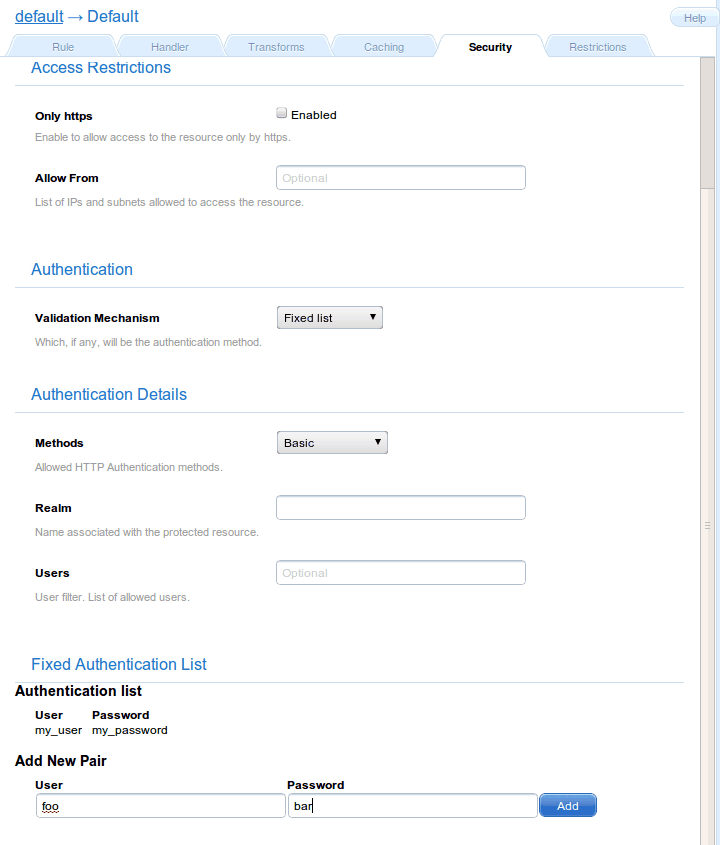 default → Default
Help
Rule Handler Transforms Caching Security Restrictions
Access Restrictions
Only https Enabled
Enable to allow access to the resource only by https.
Allow From Optional
List of IPs and subnets allowed to access the resource.
Authentication
Validation Mechanism Fixed list
Which, if any, will be the authentication method.
Authentication Details
Methods Basic
Allowed HTTP Authentication methods.
Realm
Name associated with the protected resource.
Users Optional
User filter. List of allowed users.
Fixed Authentication List
Authentication list
User Password
my_user my_password
Add New Pair
User Password
foo bar Add